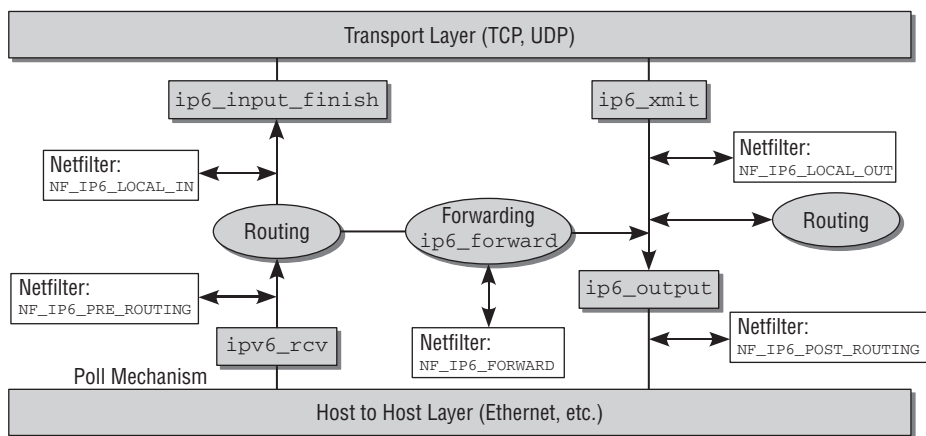 Transport Layer (TCP, UDP)
ip6_input_finish
ip6_xmit
Netfilter:
NF_IP6_LOCAL_IN
Netfilter:
NF_IP6_LOCAL_OUT
Routing
Forwarding
ip6_forward
Routing
Netfilter:
NF_IP6_PRE_ROUTING
ip6_output
ipv6_rcv
Netfilter:
NF_IP6_FORWARD
Netfilter:
NF_IP6_POST_ROUTING
Poll Mechanism
Host to Host Layer (Ethernet, etc.)